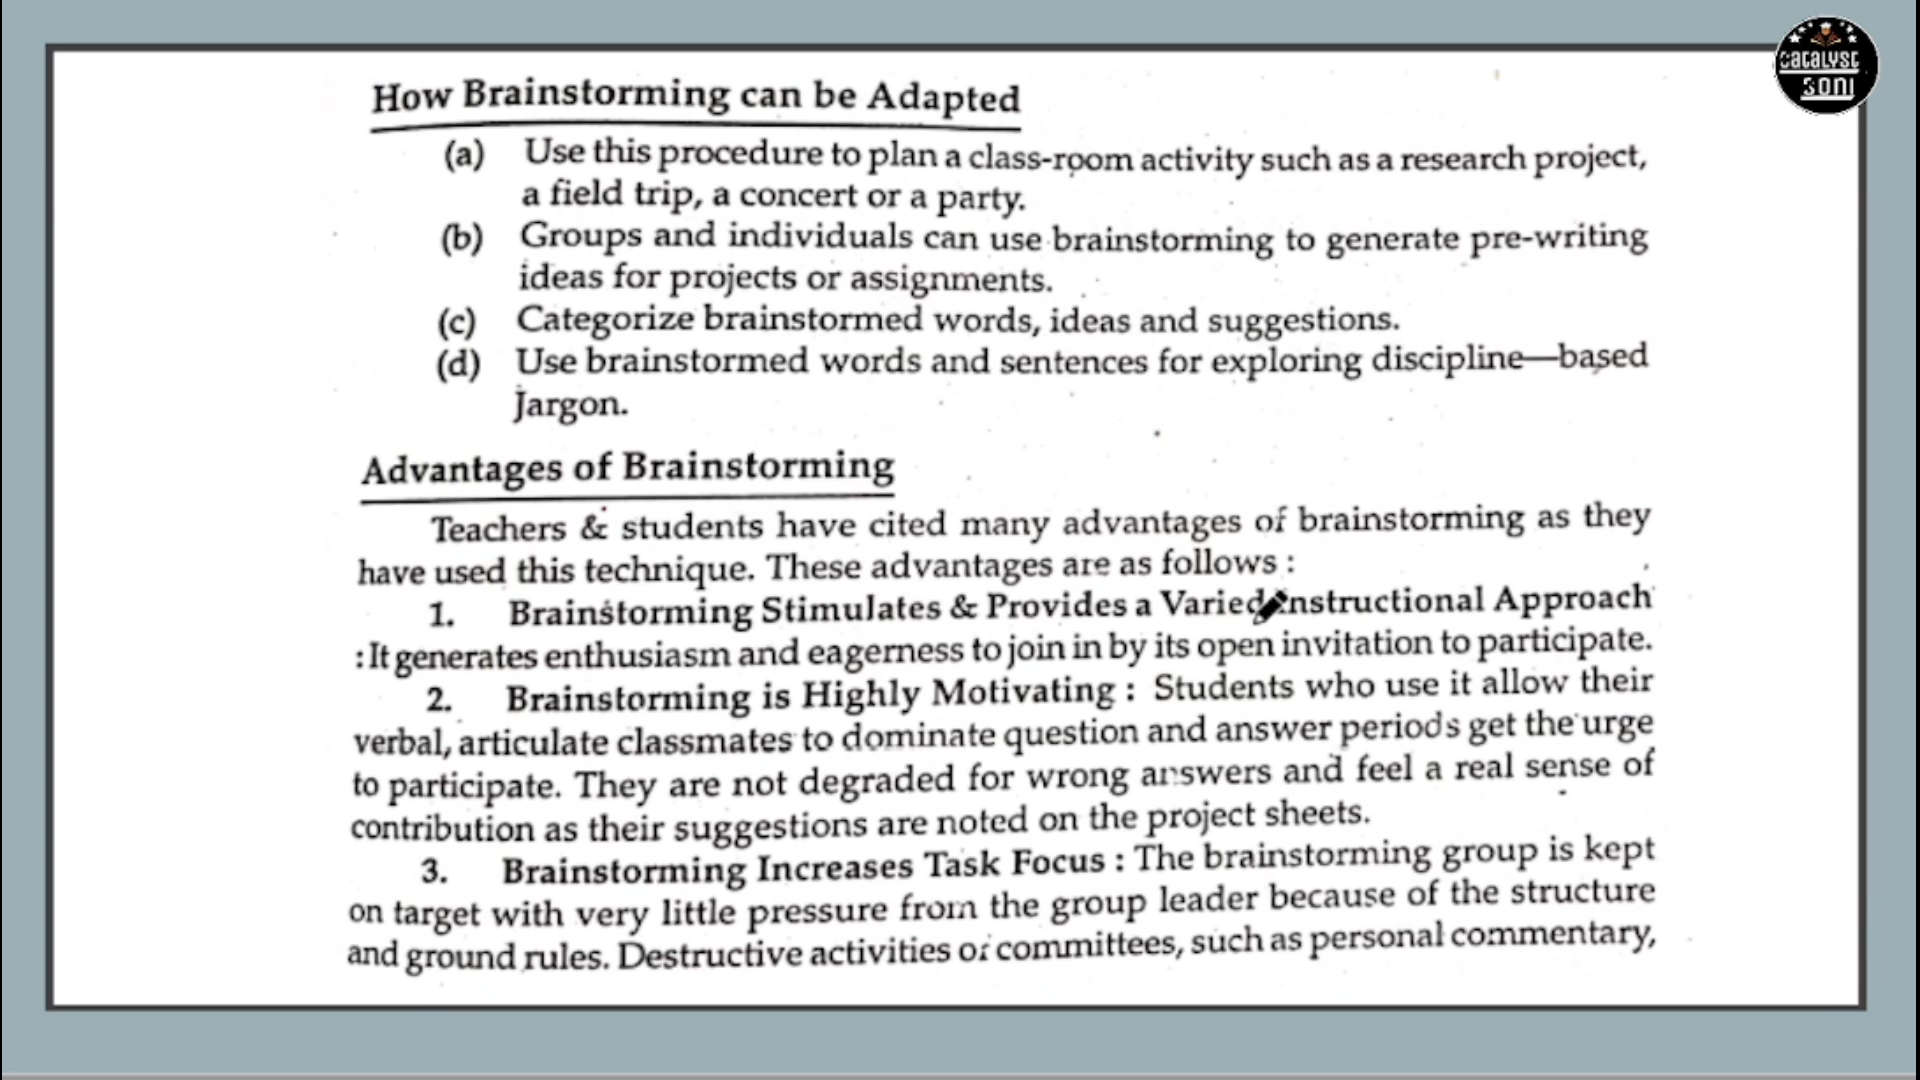 CATALYST
SONI
How Brainstorming can be Adapted
(a) Use this procedure to plan a class-room activity such as a research project,
a field trip, a concert or a party.
(b) Groups and individuals can use brainstorming to generate pre-writing
ideas for projects or assignments.
(c) Categorize brainstormed words, ideas and suggestions.
(d) Use brainstormed words and sentences for exploring discipline—based
Jargon.
Advantages of Brainstorming
Teachers & students have cited many advantages of brainstorming as they
have used this technique. These advantages are as follows :
1. Brainstorming Stimulates & Provides a Varied Instructional Approach
: It generates enthusiasm and eagerness to join in by its open invitation to participate.
2. Brainstorming is Highly Motivating : Students who use it allow their
verbal, articulate classmates to dominate question and answer periods get the urge
to participate. They are not degraded for wrong answers and feel a real sense of
contribution as their suggestions are noted on the project sheets.
3. Brainstorming Increases Task Focus : The brainstorming group is kept
on target with very little pressure from the group leader because of the structure
and ground rules. Destructive activities of committees, such as personal commentary,